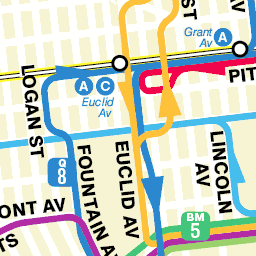 ST
Grant
Av
A
PIT
LOGAN ST
A C
Euclid
Av
FOUNTAIN AV
EUCLID AV
LINCOLN
AV
B
8
ONT AV
BM
5
TS